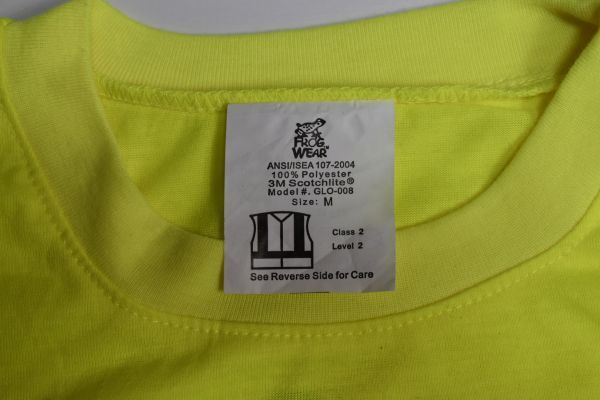 FROG
WEAR™
ANSI/ISEA 107-2004
100% Polyester
3M Scotchlite®
Model #. GLO-008
Size: M
Class 2
Level 2
See Reverse Side for Care